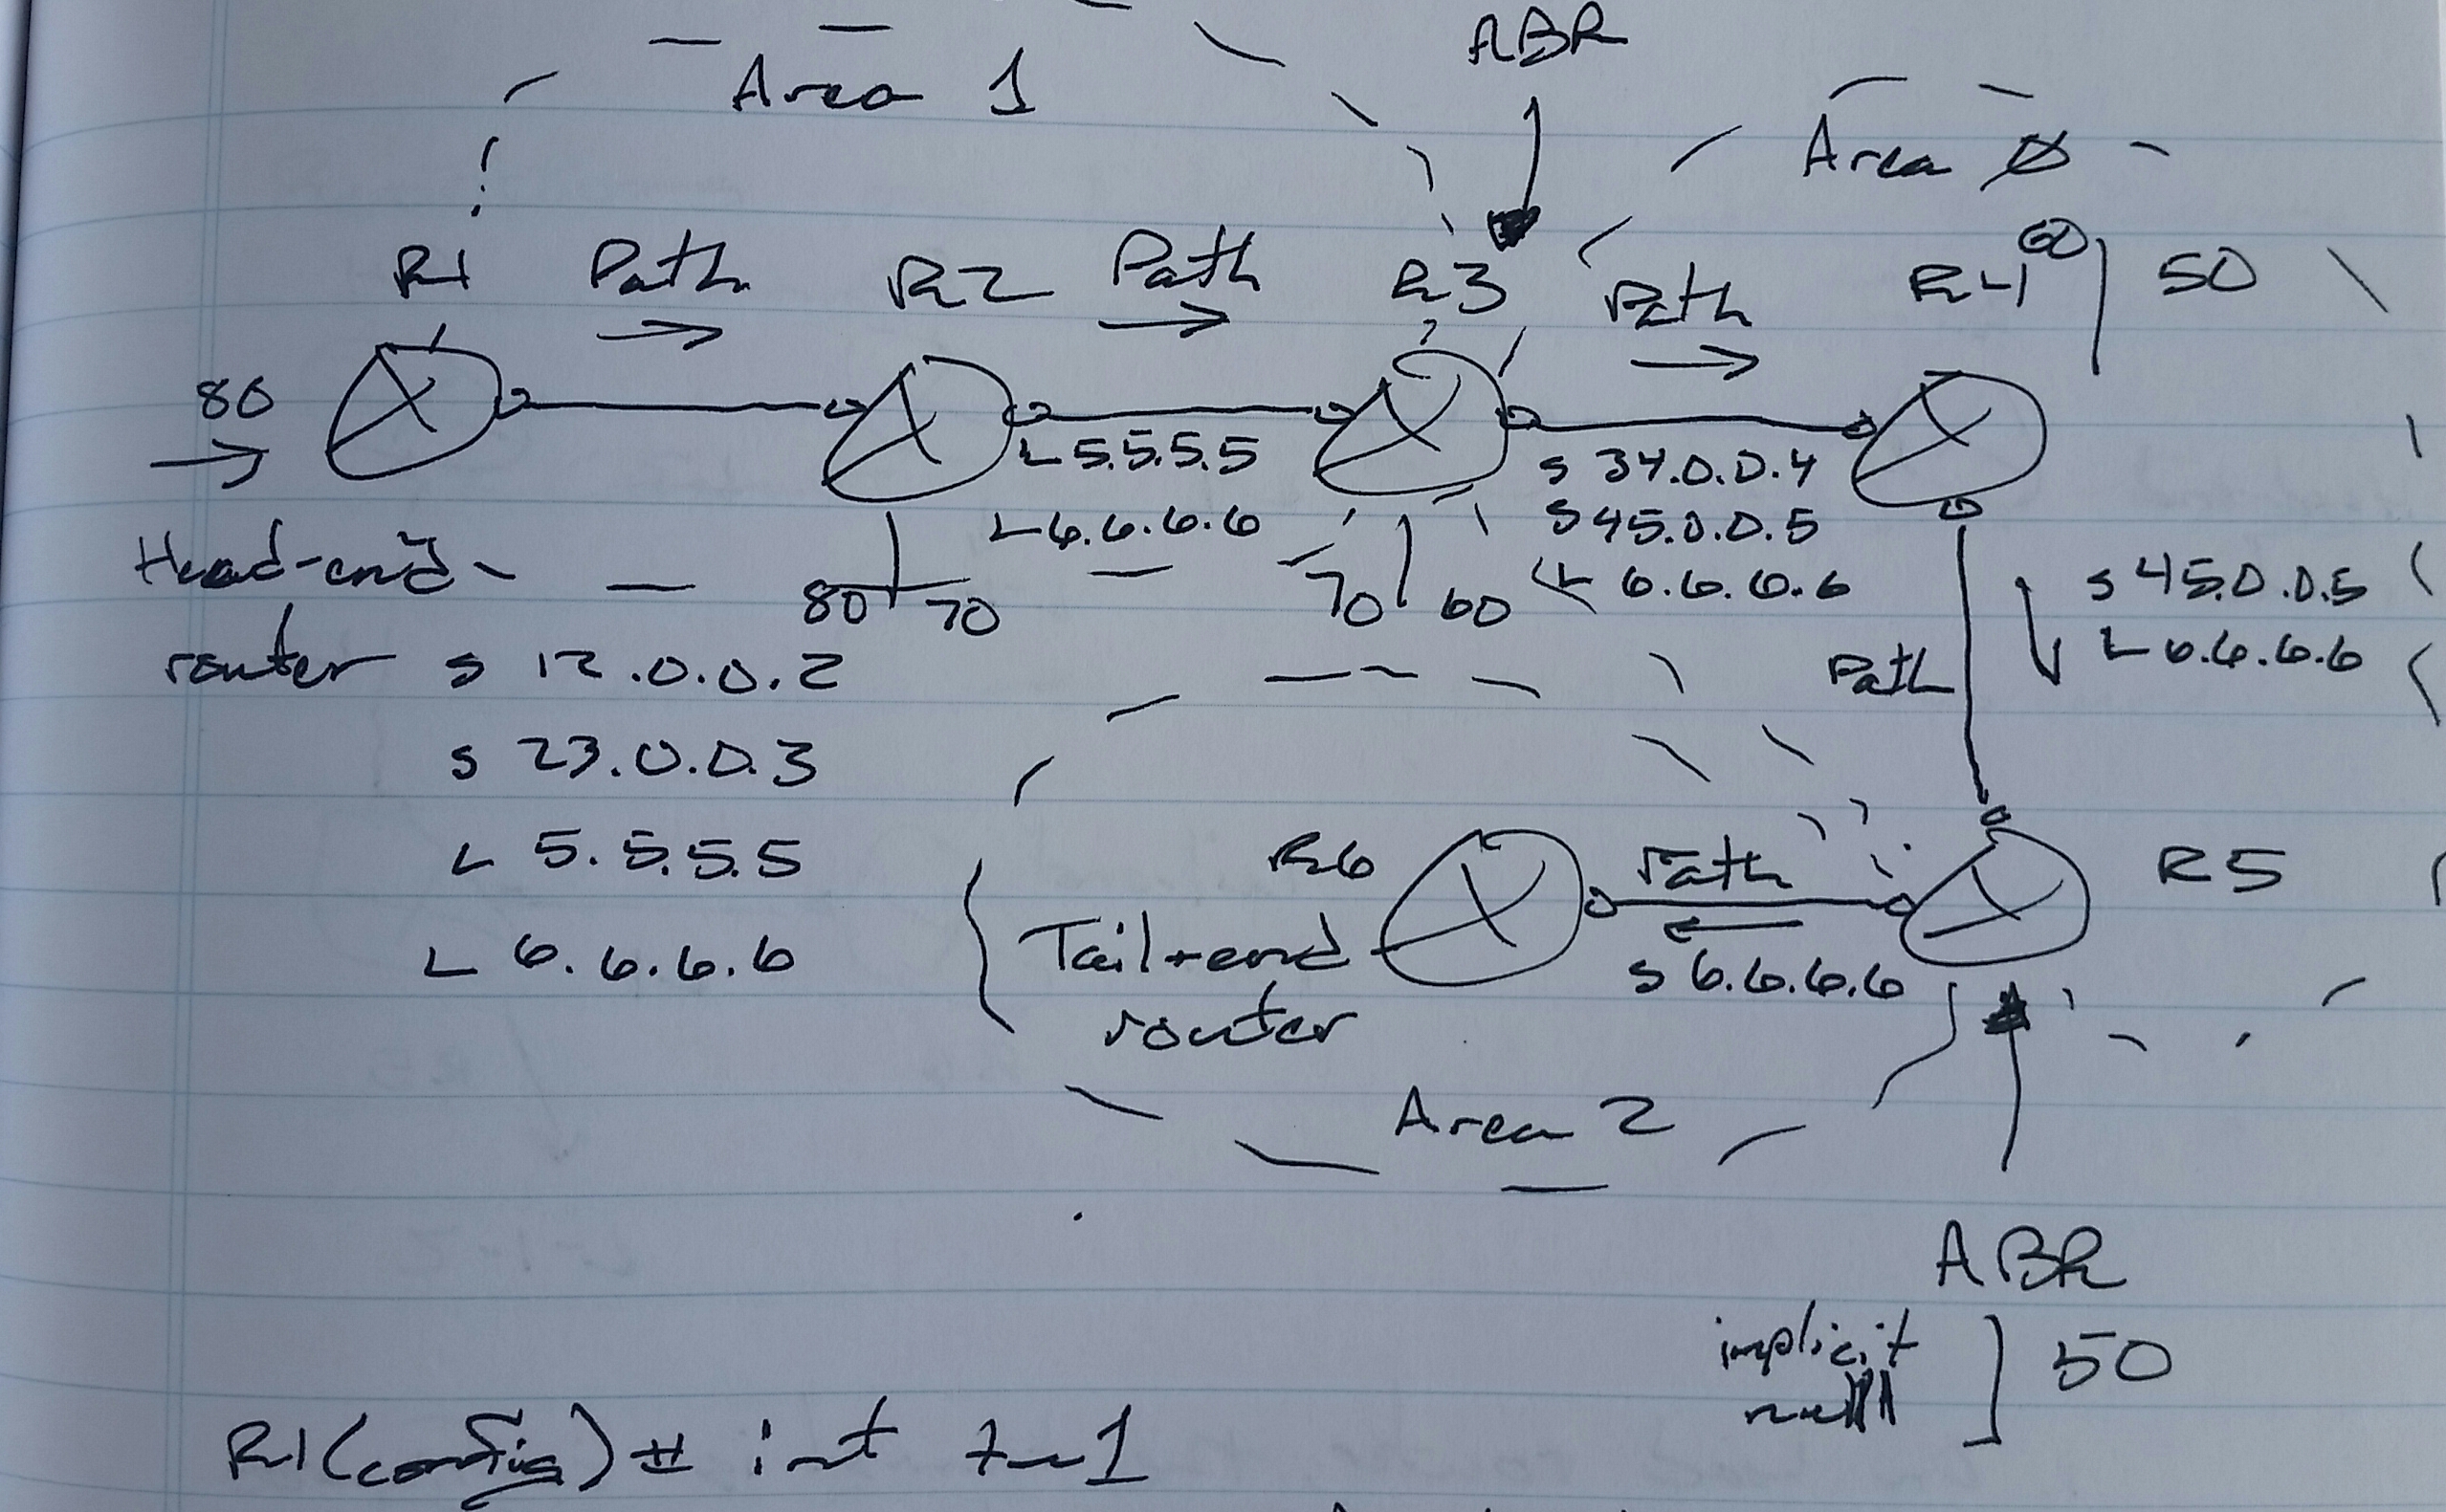 ABR
Area 1
Area 0
R1 Path R2 Path R3 Path R4 60 50
80
L 5.5.5.5
s 34.0.0.4
L 6.6.6.6
s 45.0.0.5
Head-end
router
80 70
70 60
L 6.6.6.6
s 45.0.0.5
L 6.6.6.6
Path
s 12.0.0.2
s 23.0.0.3
L 5.5.5.5
L 6.6.6.6
R6 Path R5
Tail-end
router
s 6.6.6.6
Area 2
ABR
implicit
null
50
R1(config)# int tu1